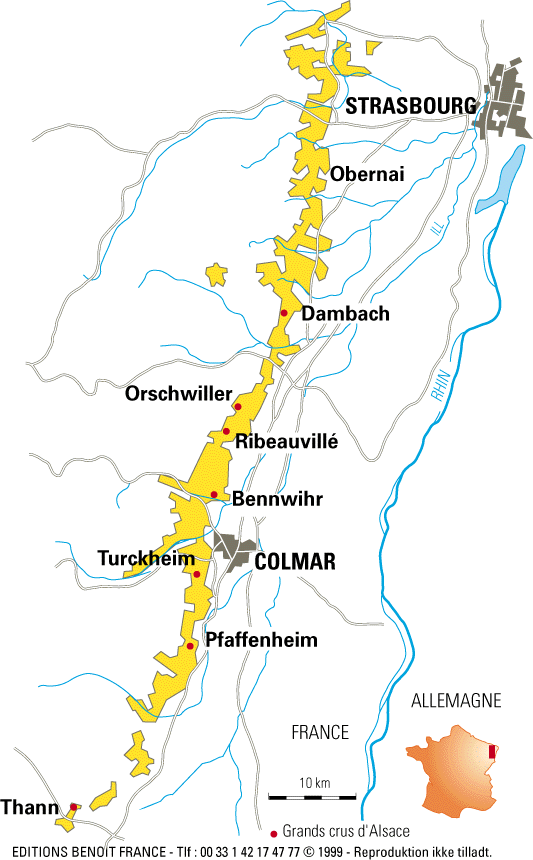 STRASBOURG
Obernai
ILL
Dambach
RHIN
Orschwiller
Ribeauvillé
Bennwihr
Turckheim
COLMAR
Pfaffenheim
ALLEMAGNE
FRANCE
10 km
Thann
Grands crus d'Alsace
EDITIONS BENOIT FRANCE - Tlf : 00 33 1 42 17 47 77 © 1999 - Reproduktion ikke tilladt.